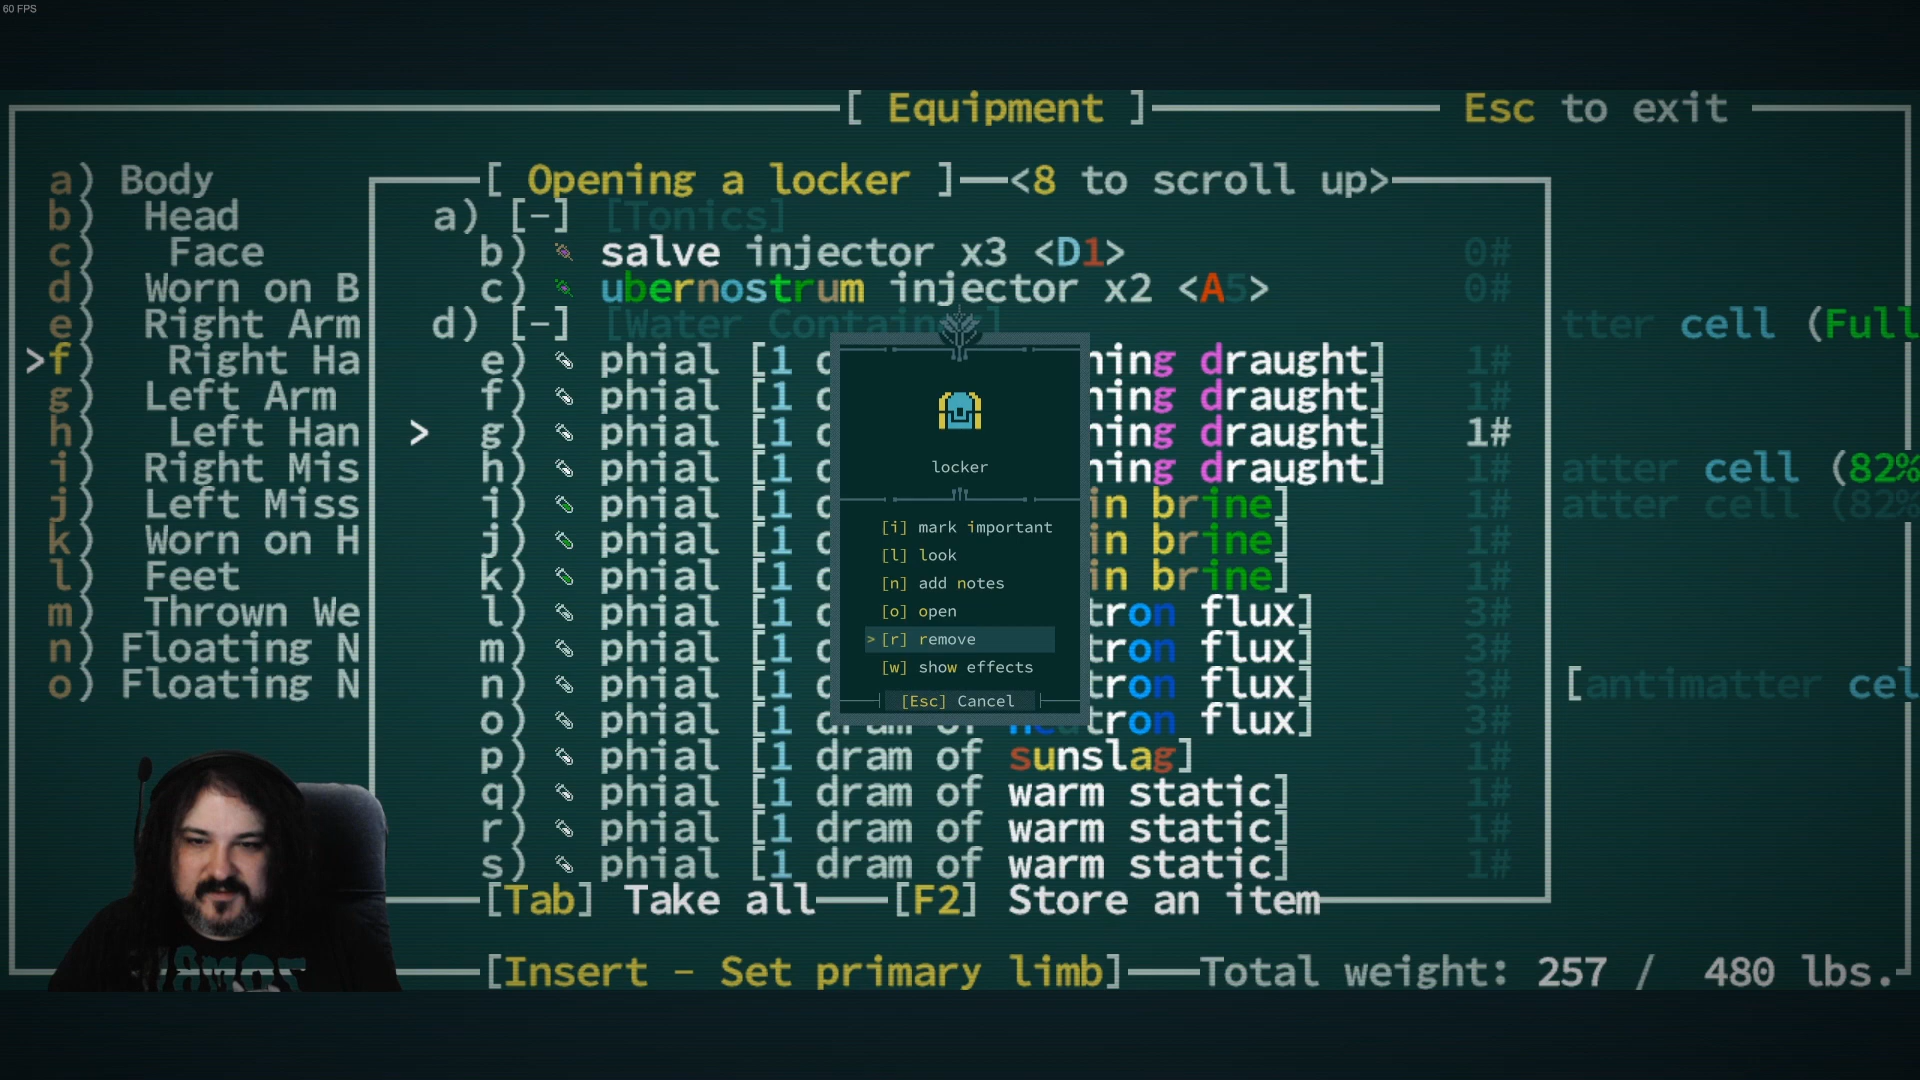 60 FPS
[ Equipment ] Esc to exit
a) Body
b) Head
c) Face
d) Worn on B
e) Right Arm
>f) Right Ha
g) Left Arm
h) Left Han
i) Right Mis
j) Left Miss
k) Worn on H
l) Feet
m) Thrown We
n) Floating N
o) Floating N
[ Opening a locker ] <8 to scroll up>
a) [-] [Tonics]
b) salve injector x3 <D1> 0#
c) ubernostrum injector x2 <A5> 0#
d) [-] [Water Containe]
e) phial [1 d ning draught] 1#
f) phial [1 d ning draught] 1#
> g) phial [1 d ning draught] 1#
h) phial [1 d ning draught] 1#
i) phial [1 d in brine] 1#
j) phial [1 d in brine] 1#
k) phial [1 d in brine] 1#
l) phial [1 d tron flux] 3#
m) phial [1 d tron flux] 3#
n) phial [1 d tron flux] 3#
o) phial [1 dram of neutron flux] 3#
p) phial [1 dram of sunslag] 1#
q) phial [1 dram of warm static] 1#
r) phial [1 dram of warm static] 1#
s) phial [1 dram of warm static] 1#
[Tab] Take all [F2] Store an item
locker
[i] mark important
[l] look
[n] add notes
[o] open
> [r] remove
[w] show effects
[Esc] Cancel
tter cell (Full
atter cell (82%
atter cell (82%
[antimatter cel
[Insert - Set primary limb] Total weight: 257 / 480 lbs.